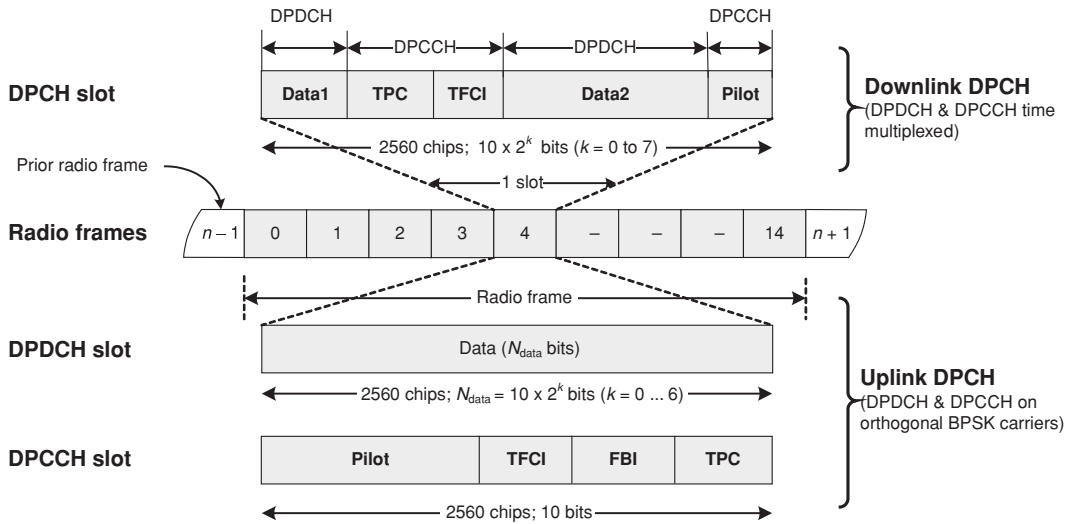 DPDCH
DPCCH
DPCCH
DPDCH
DPCH slot
Data1 TPC TFCI Data2 Pilot
Downlink DPCH
(DPDCH & DPCCH time
multiplexed)
2560 chips; 10 x 2^k bits (k = 0 to 7)
Prior radio frame
1 slot
Radio frames
n – 1 0 1 2 3 4 – – – 14 n + 1
Radio frame
DPDCH slot
Data (N_data bits)
2560 chips; N_data = 10 x 2^k bits (k = 0 ... 6)
Uplink DPCH
(DPDCH & DPCCH on
orthogonal BPSK carriers)
DPCCH slot
Pilot TFCI FBI TPC
2560 chips; 10 bits